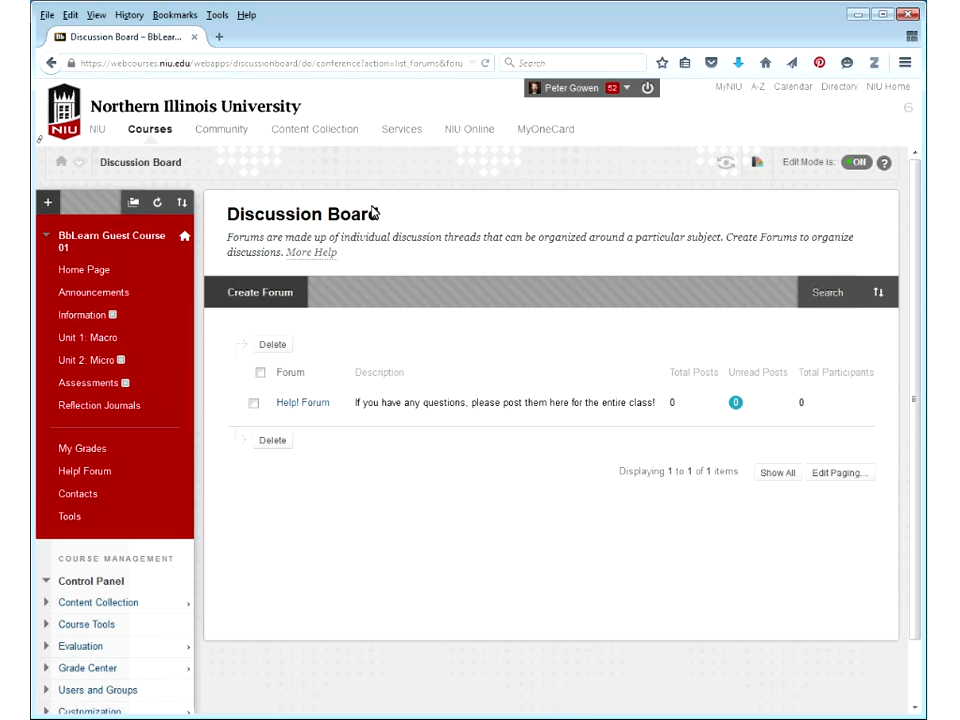 File Edit View History Bookmarks Tools Help
Discussion Board – BbLear... × +
https://webcourses.niu.edu/webapps/discussionboard/do/conference?action=list_forums&foru
Search
Peter Gowen 52
MyNIU A-Z Calendar Directory NIU Home
6
NIU
Northern Illinois University
NIU Courses Community Content Collection Services NIU Online MyOneCard
Discussion Board
Edit Mode is: ON ?
+
BbLearn Guest Course
01
Home Page
Announcements
Information
Unit 1: Macro
Unit 2: Micro
Assessments
Reflection Journals
My Grades
Help! Forum
Contacts
Tools
COURSE MANAGEMENT
Control Panel
Content Collection
Course Tools
Evaluation
Grade Center
Users and Groups
Customization
Discussion Board
Forums are made up of individual discussion threads that can be organized around a particular subject. Create Forums to organize
discussions. More Help
Create Forum Search
Delete
Forum Description Total Posts Unread Posts Total Participants
Help! Forum If you have any questions, please post them here for the entire class! 0 0 0
Delete
Displaying 1 to 1 of 1 items Show All Edit Paging...